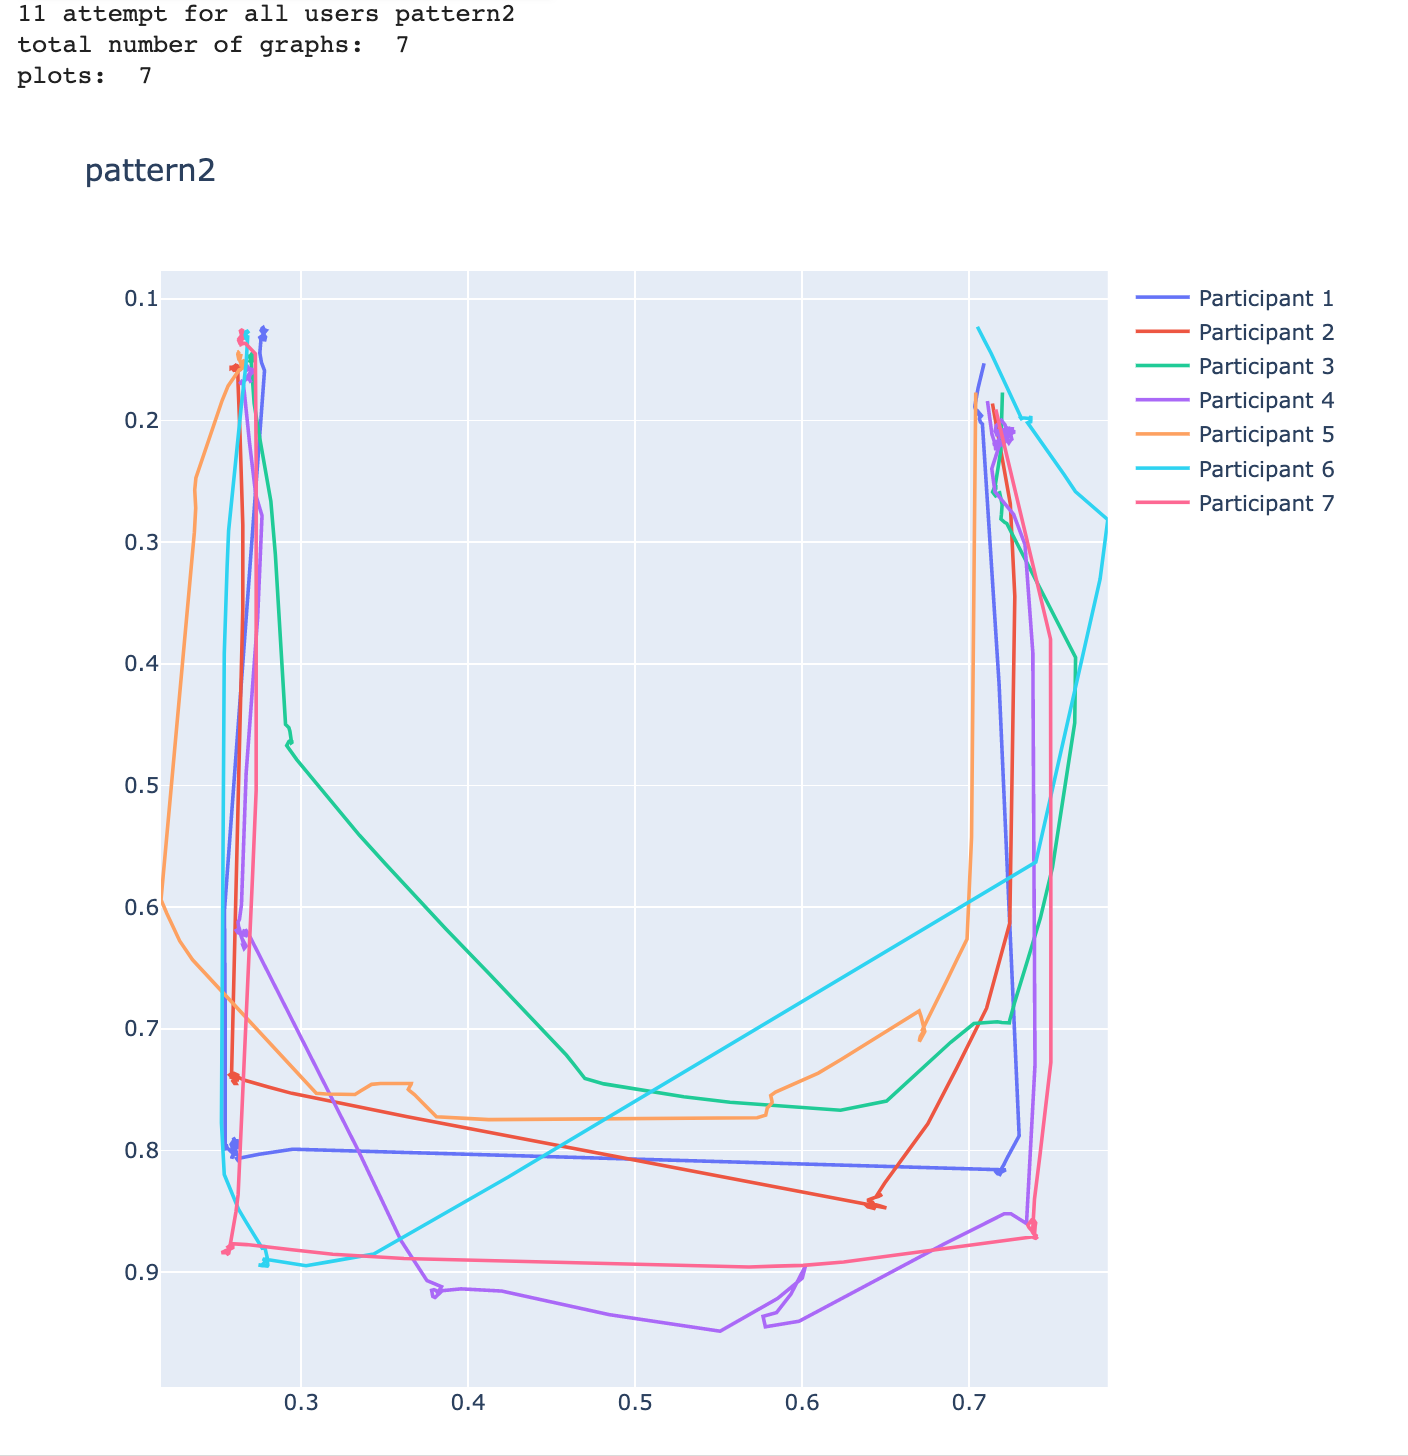 11 attempt for all users pattern2
total number of graphs:  7
plots:  7
pattern2
0.1
0.2
0.3
0.4
0.5
0.6
0.7
0.8
0.9
0.3 0.4 0.5 0.6 0.7
Participant 1
Participant 2
Participant 3
Participant 4
Participant 5
Participant 6
Participant 7